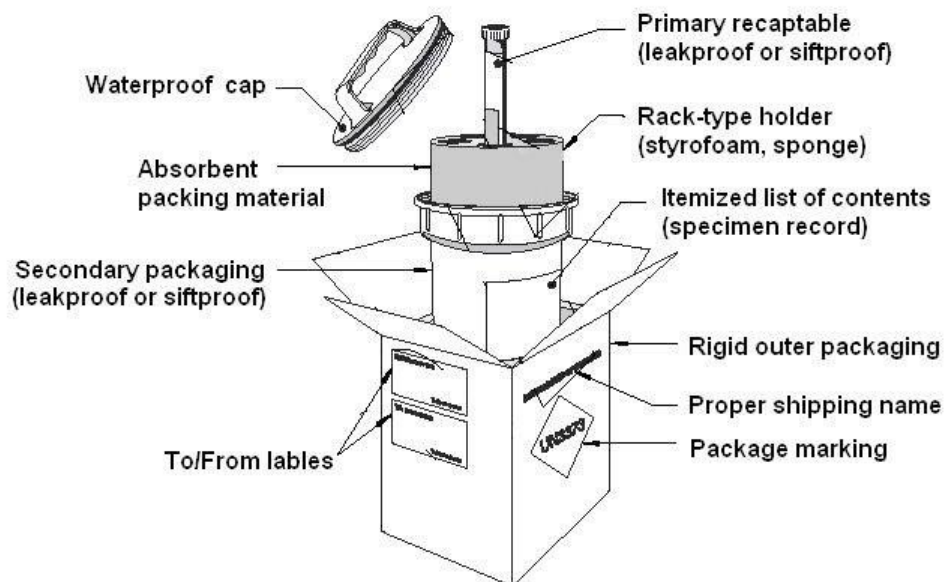 Primary recaptable
(leakproof or siftproof)
Waterproof cap
Rack-type holder
(styrofoam, sponge)
Absorbent
packing material
Itemized list of contents
(specimen record)
Secondary packaging
(leakproof or siftproof)
Rigid outer packaging
Proper shipping name
UN3373
Package marking
To/From lables